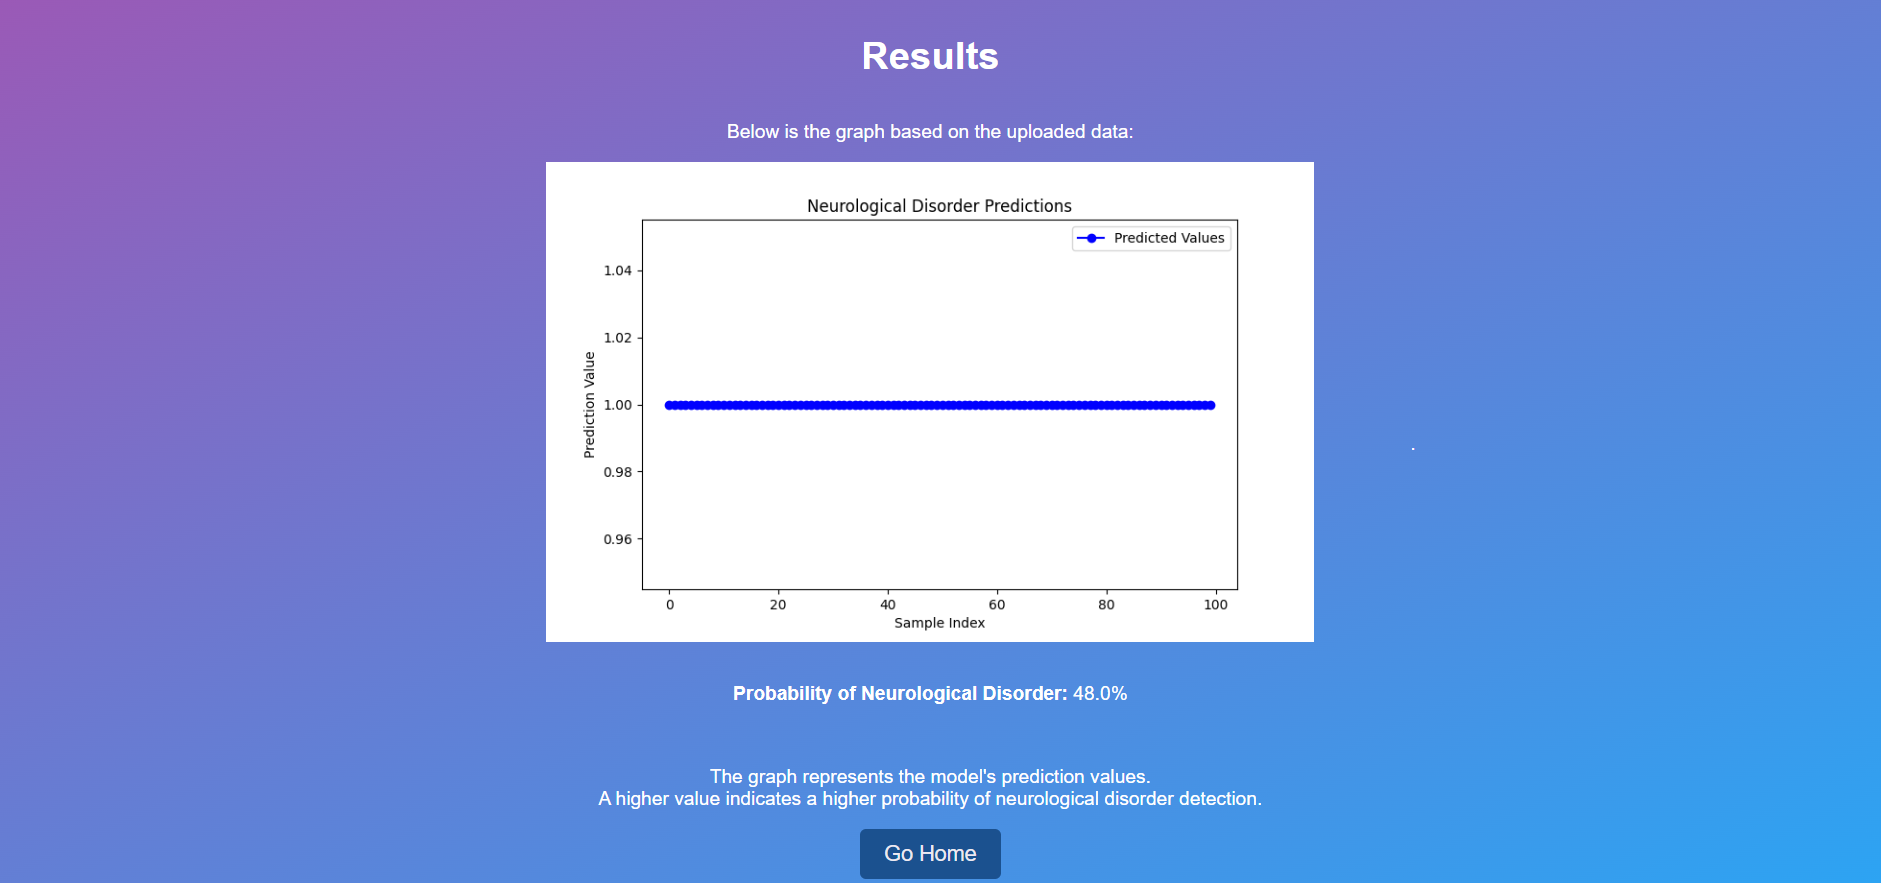 Results
Below is the graph based on the uploaded data:
Neurological Disorder Predictions
Predicted Values
1.04
1.02
1.00
0.98
0.96
Prediction Value
0 20 40 60 80 100
Sample Index
Probability of Neurological Disorder: 48.0%
The graph represents the model's prediction values.
A higher value indicates a higher probability of neurological disorder detection.
Go Home